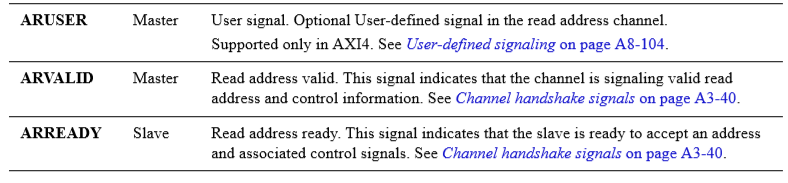 ARUSER Master User signal. Optional User-defined signal in the read address channel.
Supported only in AXI4. See User-defined signaling on page A8-104.
ARVALID Master Read address valid. This signal indicates that the channel is signaling valid read
address and control information. See Channel handshake signals on page A3-40.
ARREADY Slave Read address ready. This signal indicates that the slave is ready to accept an address
and associated control signals. See Channel handshake signals on page A3-40.